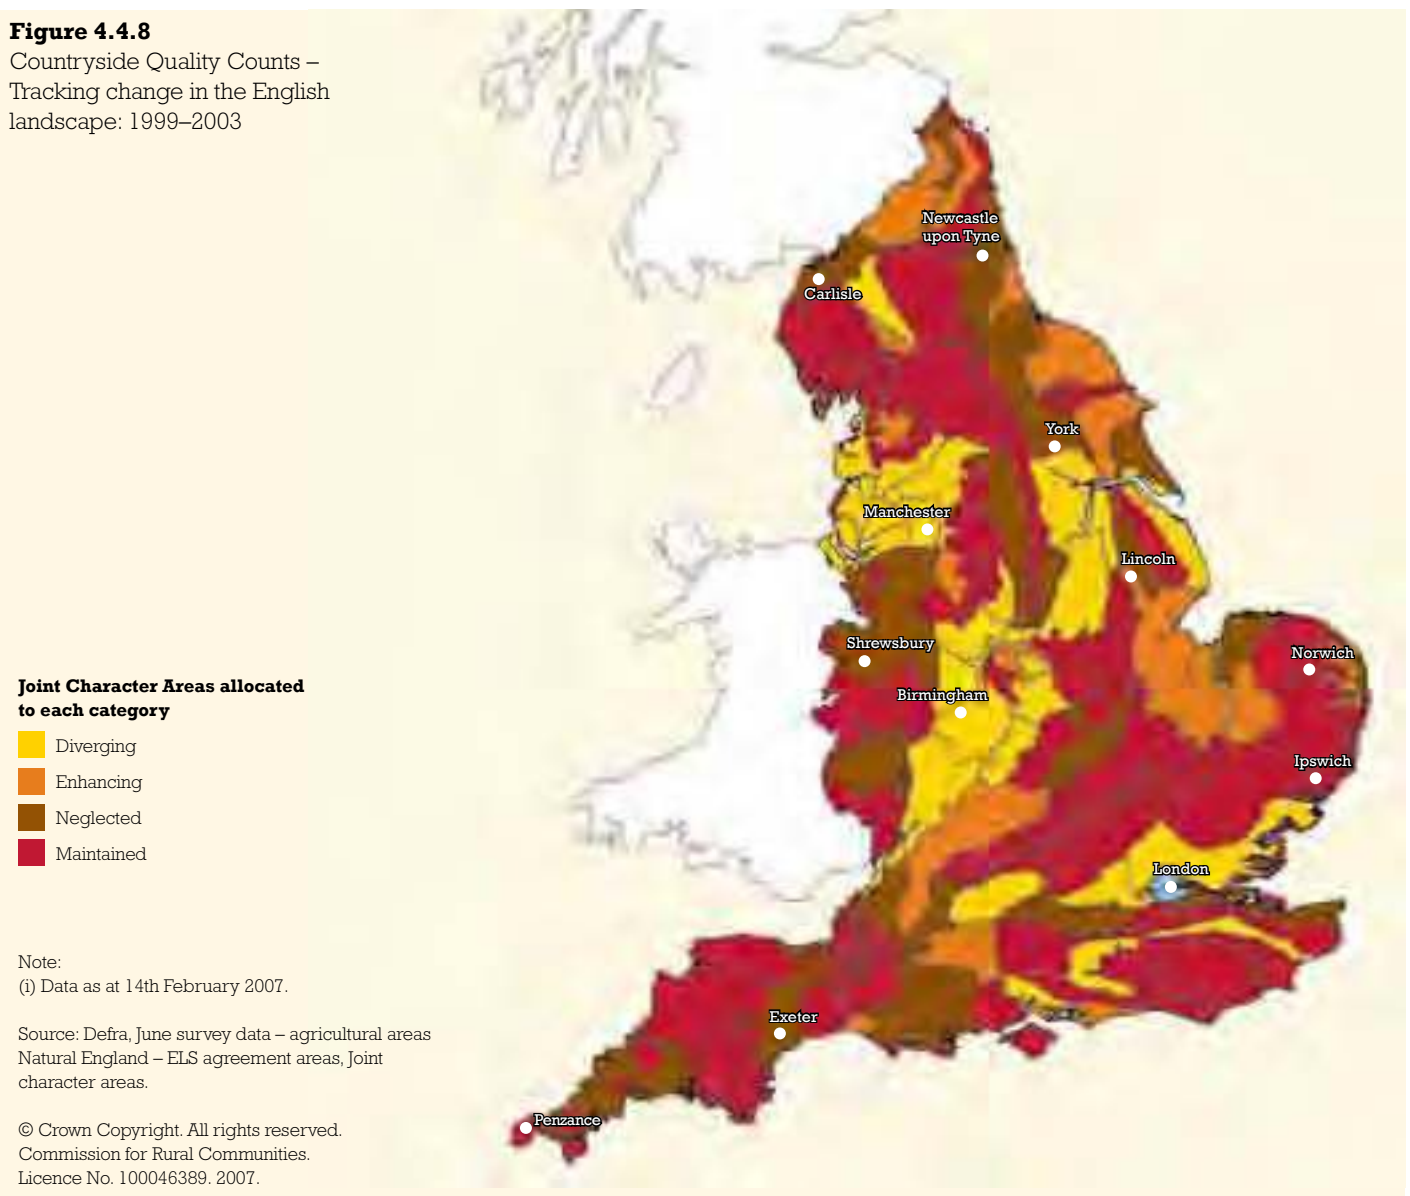 Figure 4.4.8
Countryside Quality Counts –
Tracking change in the English
landscape: 1999–2003
Newcastle
upon Tyne
Carlisle
York
Manchester
Lincoln
Shrewsbury
Norwich
Birmingham
Ipswich
London
Exeter
Penzance
Joint Character Areas allocated
to each category
Diverging
Enhancing
Neglected
Maintained
Note:
(i) Data as at 14th February 2007.
Source: Defra, June survey data – agricultural areas
Natural England – ELS agreement areas, Joint
character areas.
© Crown Copyright. All rights reserved.
Commission for Rural Communities.
Licence No. 100046389. 2007.